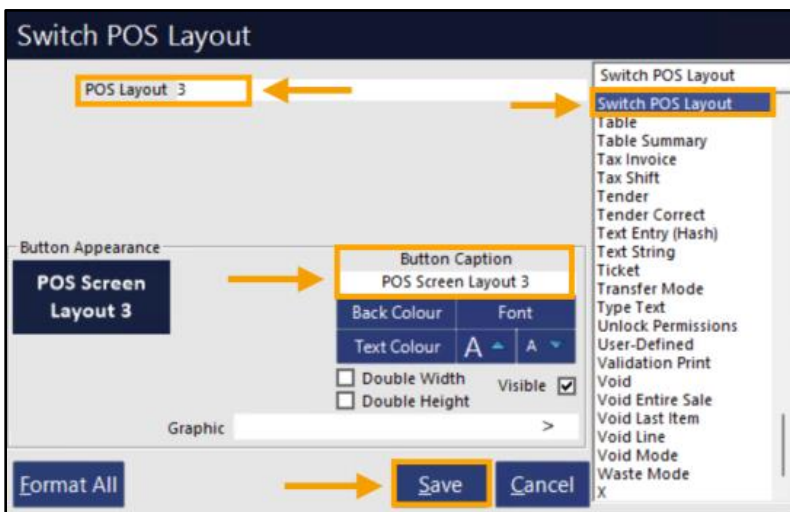 Switch POS Layout
POS Layout 3
Button Appearance
POS Screen
Layout 3
Button Caption
POS Screen Layout 3
Back Colour Font
Text Colour A A
Double Width Visible
Double Height
Graphic >
Format All Save Cancel
Switch POS Layout
Switch POS Layout
Table
Table Summary
Tax Invoice
Tax Shift
Tender
Tender Correct
Text Entry (Hash)
Text String
Ticket
Transfer Mode
Type Text
Unlock Permissions
User-Defined
Validation Print
Void
Void Entire Sale
Void Last Item
Void Line
Void Mode
Waste Mode
X